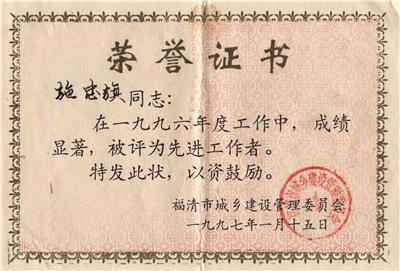 荣誉证书
施忠旗同志：
在一九九六年度工作中，成绩
显著，被评为先进工作者。
特发此状，以资鼓励。
福清市城乡建设管理委员会
一九九七年一月十五日